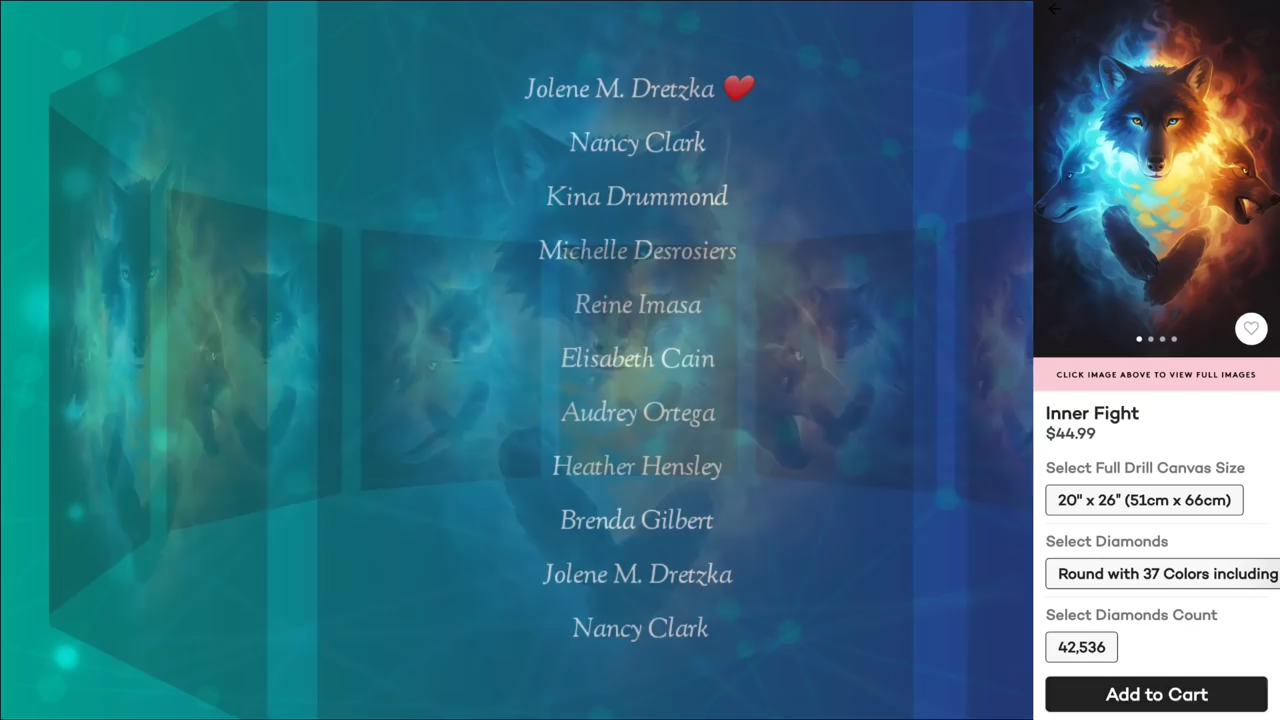 Jolene M. Dretzka ❤️
Nancy Clark
Kina Drummond
Michelle Desrosiers
Reine Imasa
Elisabeth Cain
Audrey Ortega
Heather Hensley
Brenda Gilbert
Jolene M. Dretzka
Nancy Clark
CLICK IMAGE ABOVE TO VIEW FULL IMAGES
Inner Fight
$44.99
Select Full Drill Canvas Size
20" x 26" (51cm x 66cm)
Select Diamonds
Round with 37 Colors including
Select Diamonds Count
42,536
Add to Cart